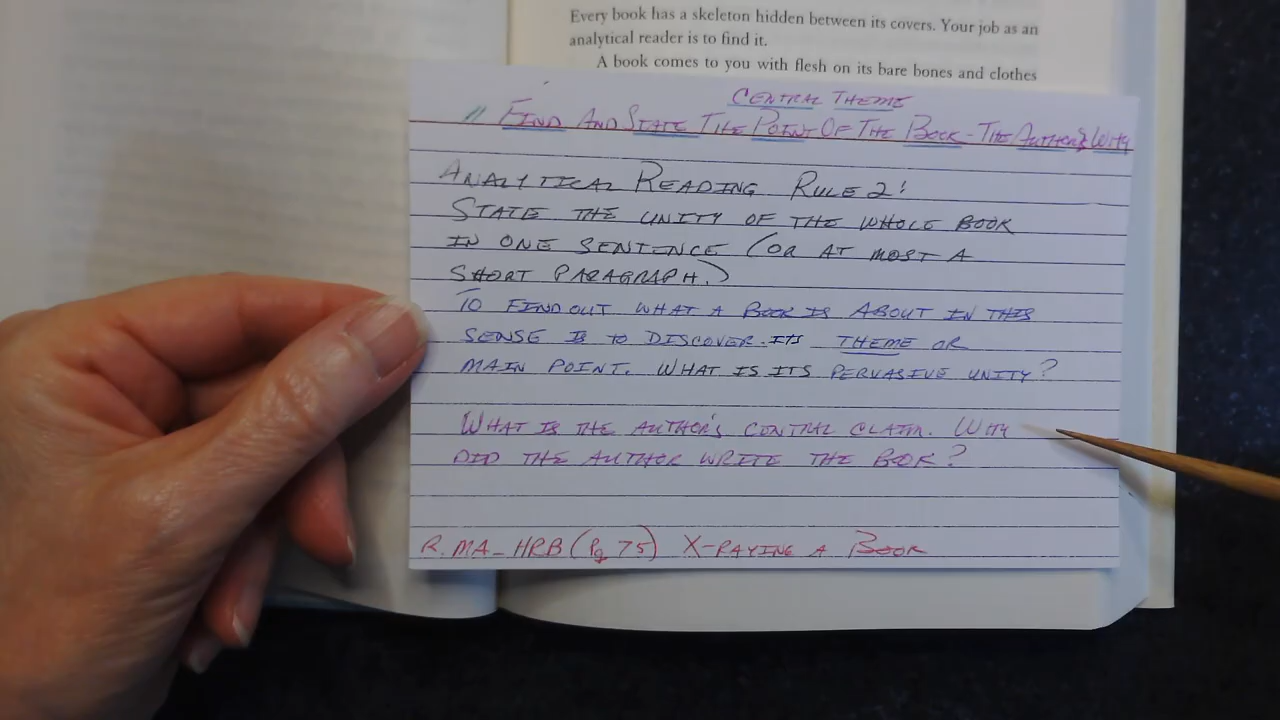 Every book has a skeleton hidden between its covers. Your job as an
analytical reader is to find it.
A book comes to you with flesh on its bare bones and clothes
CENTRAL THEME
// FIND AND STATE THE POINT OF THE BOOK - THE AUTHOR'S WHY
ANALYTICAL READING RULE 2:
STATE THE UNITY OF THE WHOLE BOOK
IN ONE SENTENCE (OR AT MOST A
SHORT PARAGRAPH.)
TO FIND OUT WHAT A BOOK IS ABOUT IN THIS
SENSE IS TO DISCOVER ITS THEME OR
MAIN POINT. WHAT IS ITS PERVASIVE UNITY?
WHAT IS THE AUTHOR'S CENTRAL CLAIM. WHY
DID THE AUTHOR WRITE THE BOOK?
R. MA - HRB (Pg 75) X-RAYING A BOOK